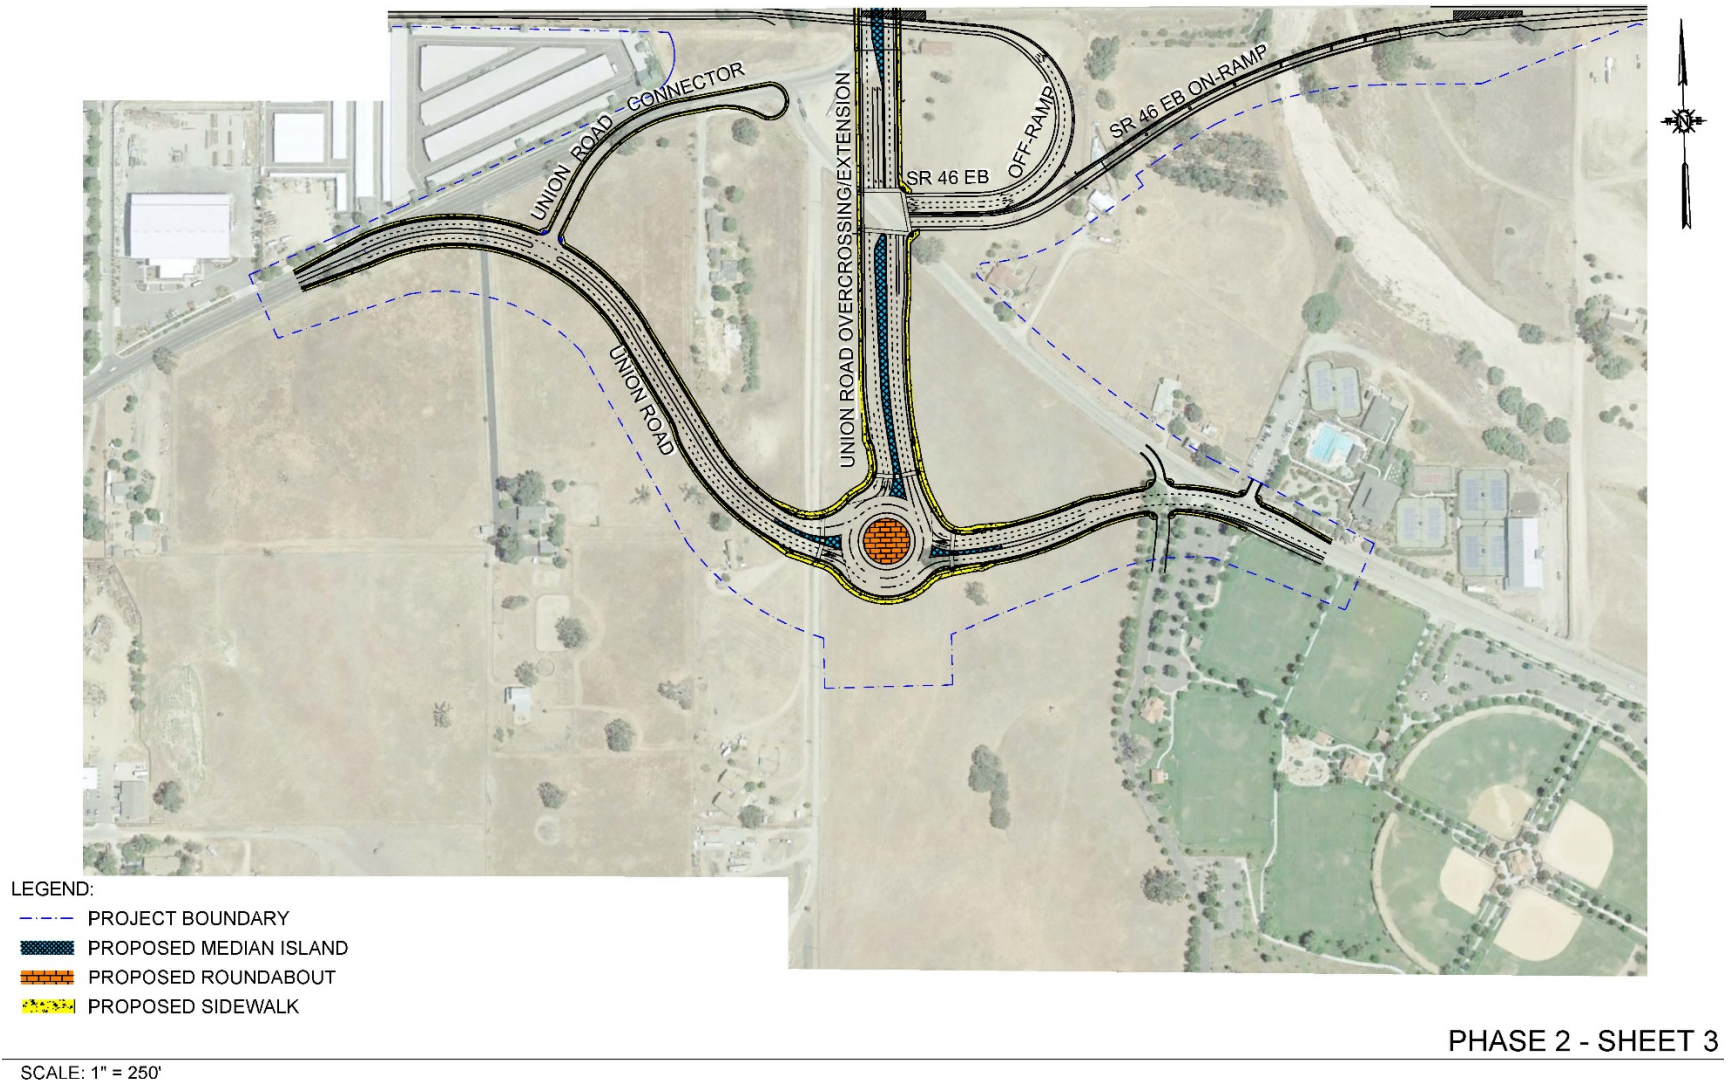 UNION ROAD CONNECTOR
UNION ROAD OVERCROSSING/EXTENSION
SR 46 EB OFF-RAMP
SR 46 EB ON-RAMP
N
UNION ROAD
LEGEND:
PROJECT BOUNDARY
PROPOSED MEDIAN ISLAND
PROPOSED ROUNDABOUT
PROPOSED SIDEWALK
PHASE 2 - SHEET 3
SCALE: 1" = 250'